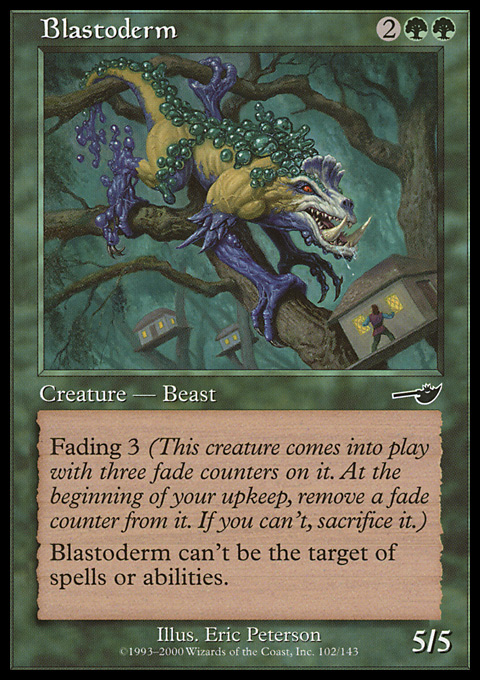 Blastoderm 2
Creature — Beast
Fading 3 (This creature comes into play
with three fade counters on it. At the
beginning of your upkeep, remove a fade
counter from it. If you can't, sacrifice it.)
Blastoderm can't be the target of
spells or abilities.
Illus. Eric Peterson
©1993–2000 Wizards of the Coast, Inc. 102/143
5/5